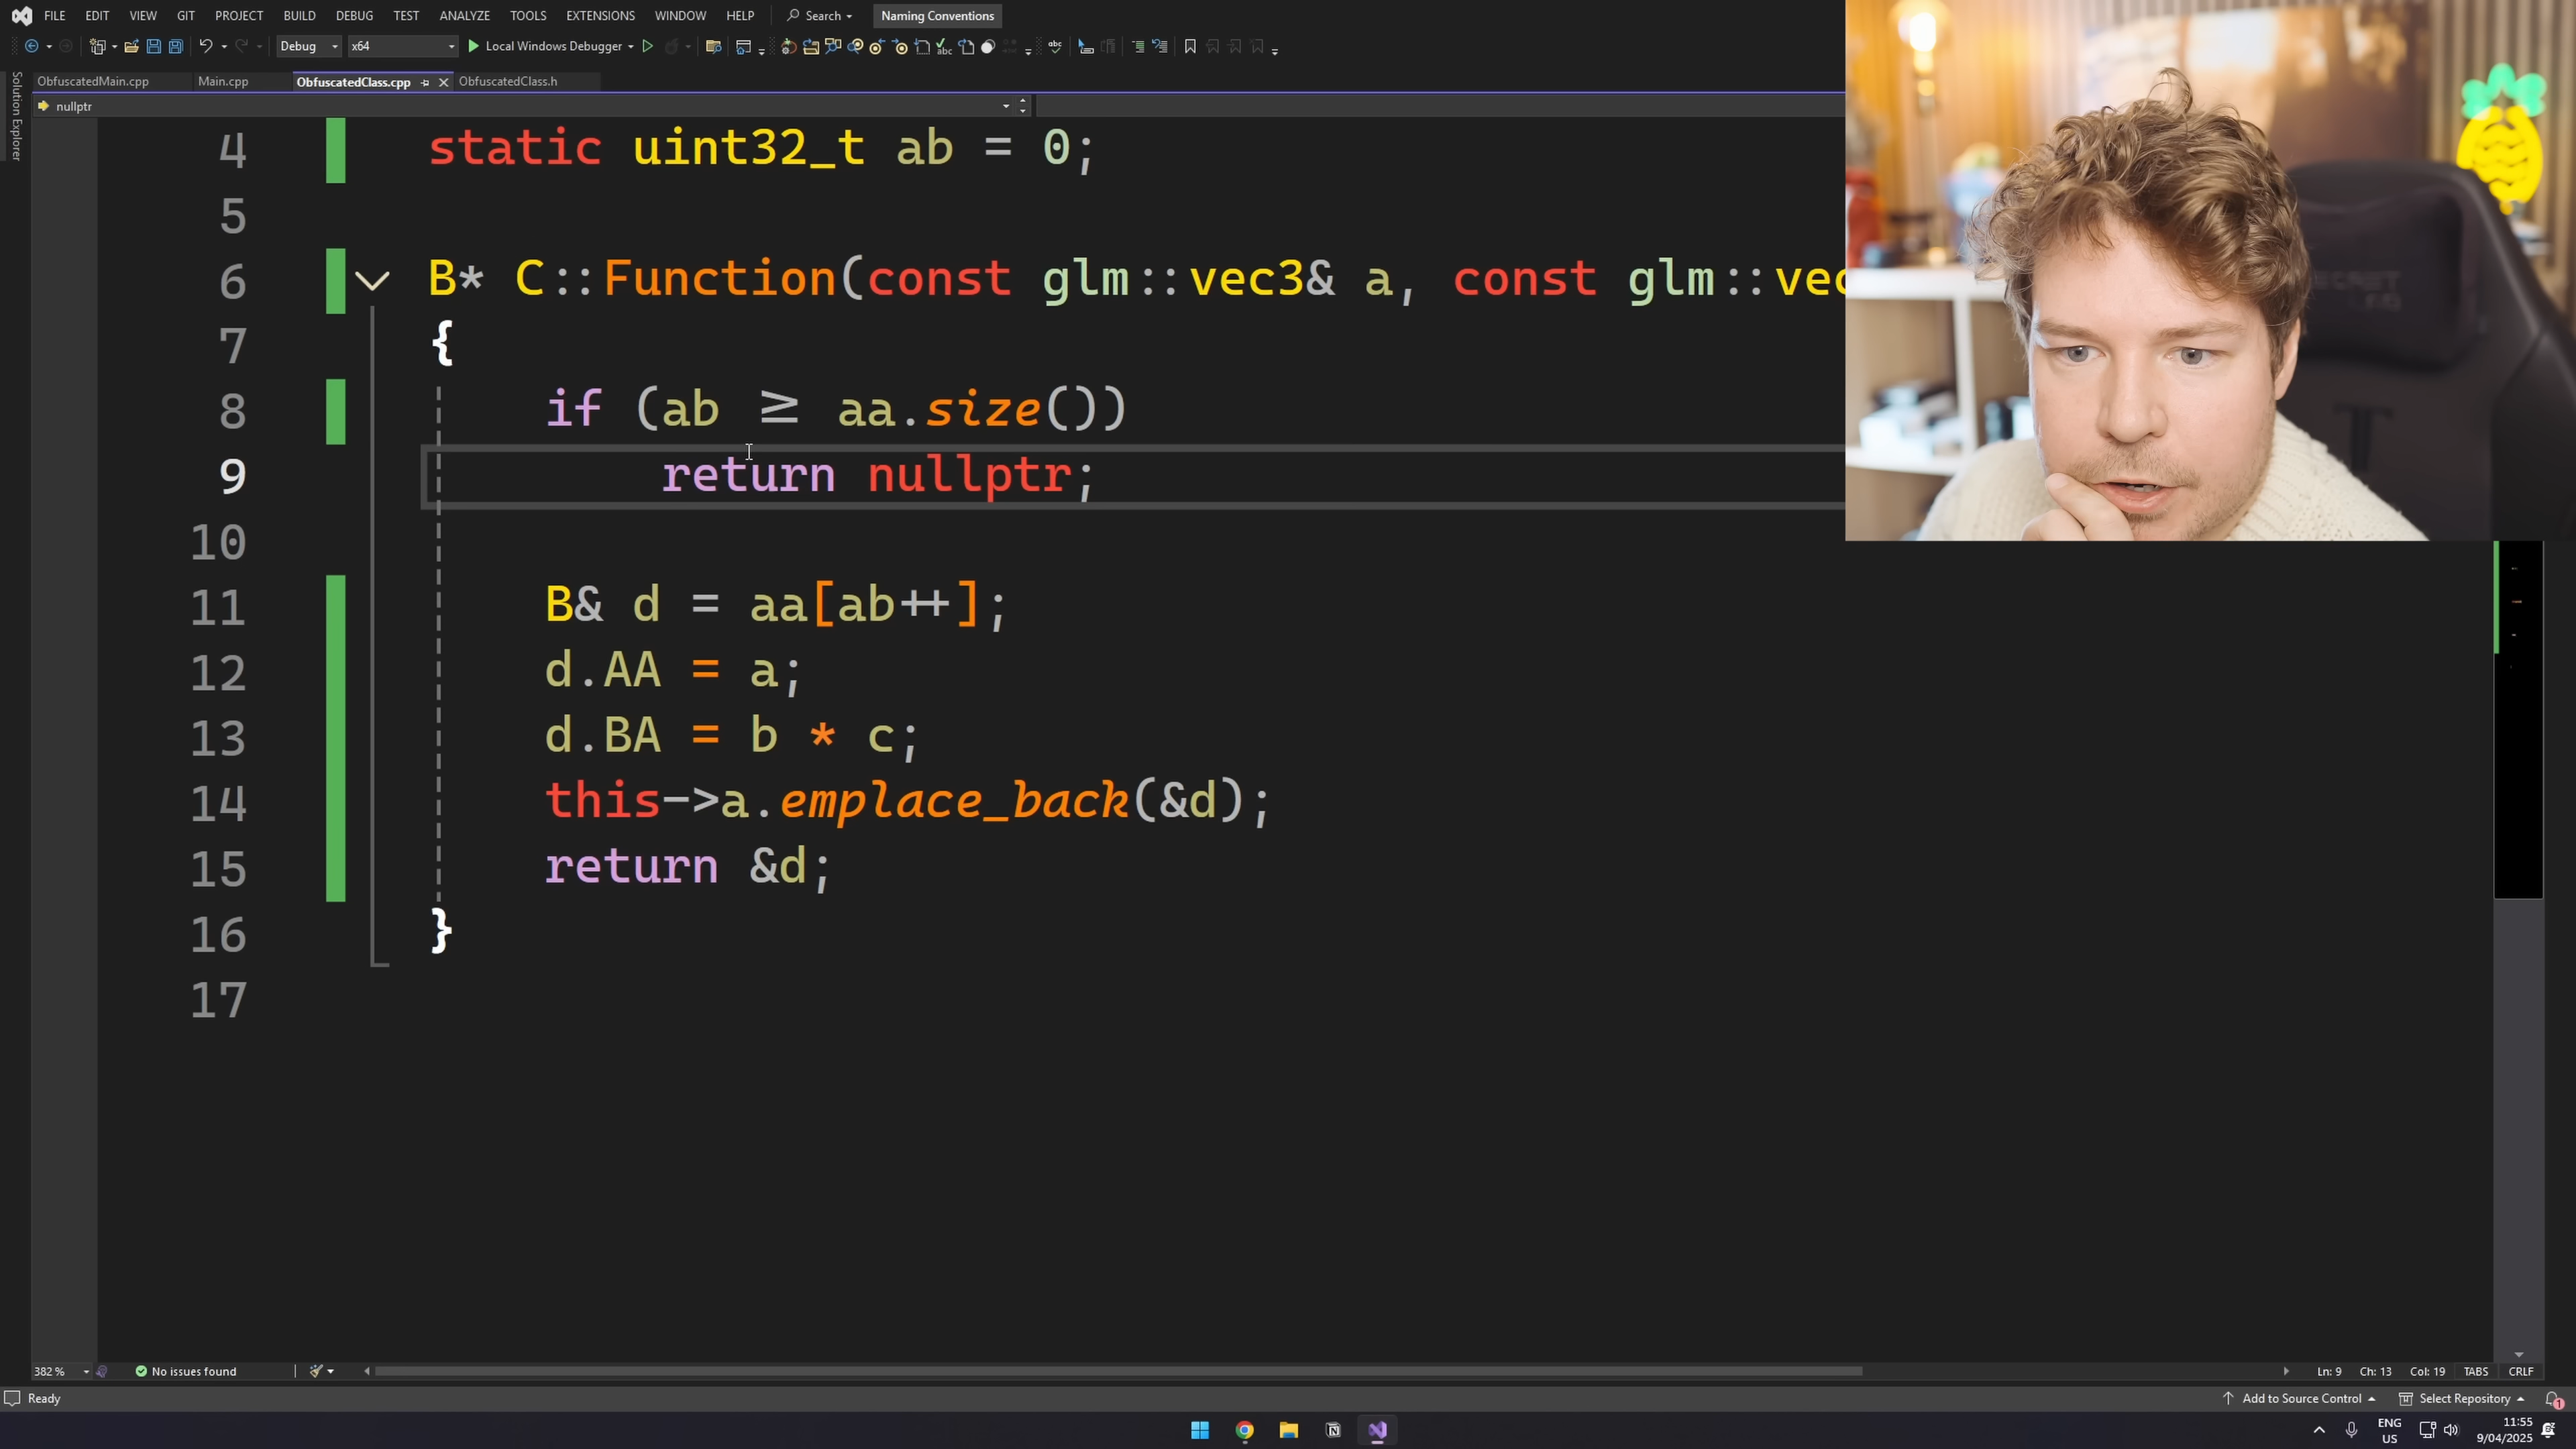 FILE EDIT VIEW GIT PROJECT BUILD DEBUG TEST ANALYZE TOOLS EXTENSIONS WINDOW HELP Search Naming Conventions
Debug x64 Local Windows Debugger
ObfuscatedMain.cpp Main.cpp ObfuscatedClass.cpp ObfuscatedClass.h
Solution Explorer
nullptr
4 static uint32_t ab = 0;
5
6 B* C::Function(const glm::vec3& a, const glm::vec
7 {
8 if (ab ≥ aa.size())
9 return nullptr;
10
11 B& d = aa[ab++];
12 d.AA = a;
13 d.BA = b * c;
14 this->a.emplace_back(&d);
15 return &d;
16 }
17
382 % No issues found Ln: 9 Ch: 13 Col: 19 TABS CRLF
Ready Add to Source Control Select Repository 1
ENG 11:55
US 9/04/2025